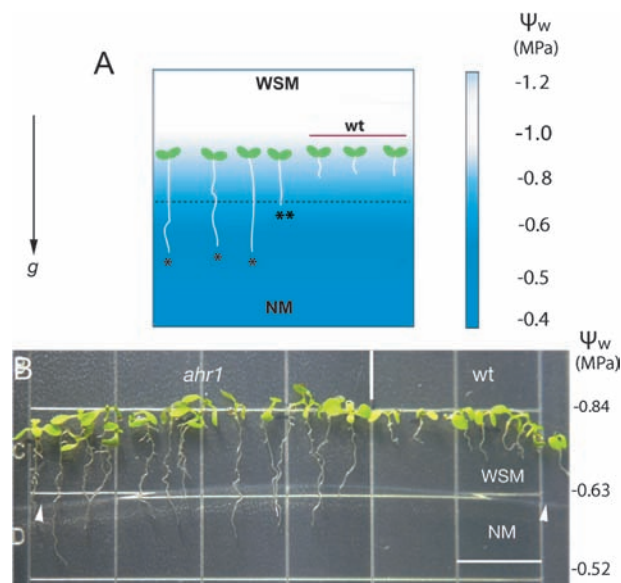 Ψw
(MPa)
A
WSM
wt
-1.2
-1.0
-0.8
-0.6
-0.5
-0.4
**
* * *
g
NM
Ψw
(MPa)
B
ahr1
wt
-0.84
C
WSM
-0.63
D
NM
-0.52